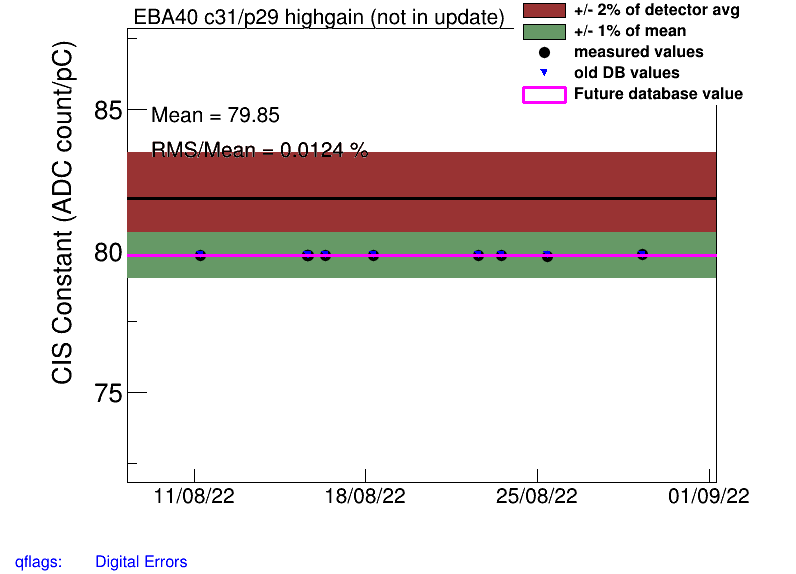 EBA40 c31/p29 highgain (not in update)
+/- 2% of detector avg
+/- 1% of mean
measured values
old DB values
Future database value
Mean = 79.85
RMS/Mean = 0.0124 %
CIS Constant (ADC count/pC)
85
80
75
11/08/22 18/08/22 25/08/22 01/09/22
qflags: Digital Errors